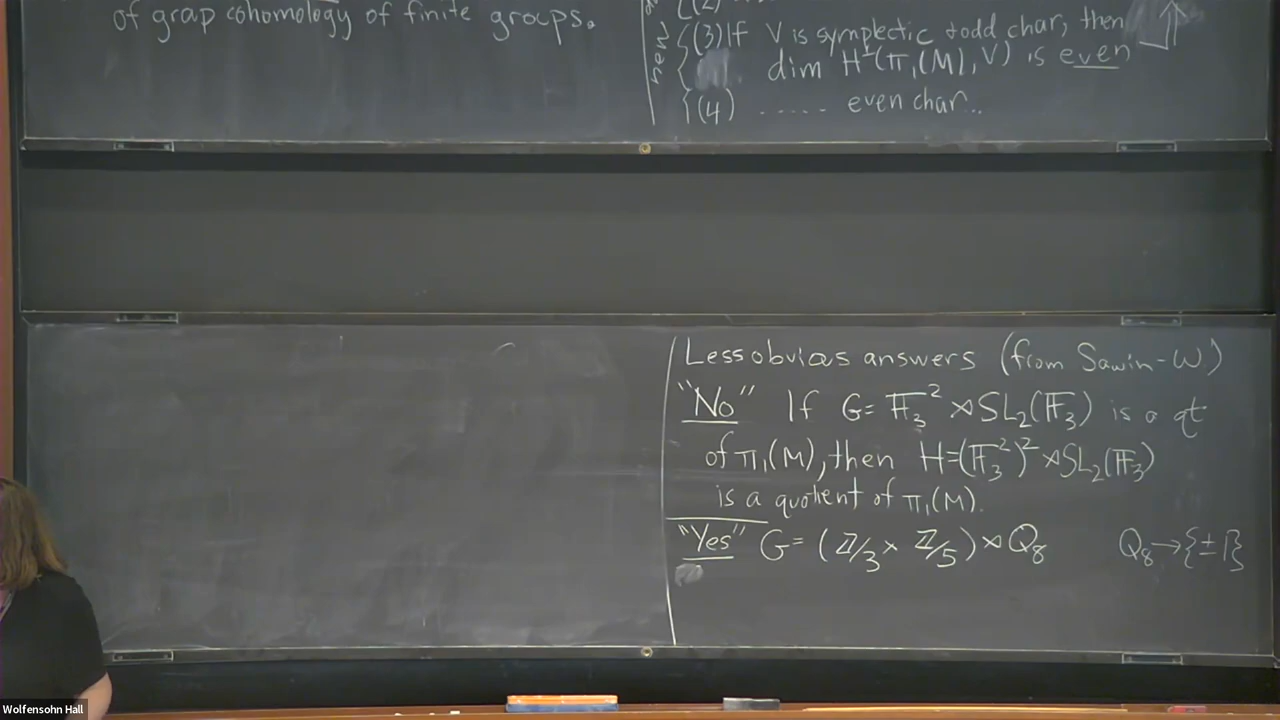 of grap cohomology of finite groups.
(2)
(3) If V is symplectic + odd char, then
dim H¹(π₁(M), V) is even
(4) ..... even char..
Less obvious answers (from Sawin-W)
"No" If G= 𝔽₃² ⋊ SL₂(𝔽₃) is a qt
of π₁(M), then H=(𝔽₃²)² ⋊ SL₂(𝔽₃)
is a quotient of π₁(M).
"Yes" G= (ℤ/3 × ℤ/5) ⋊ Q₈ Q₈→{±1}
Wolfensohn Hall